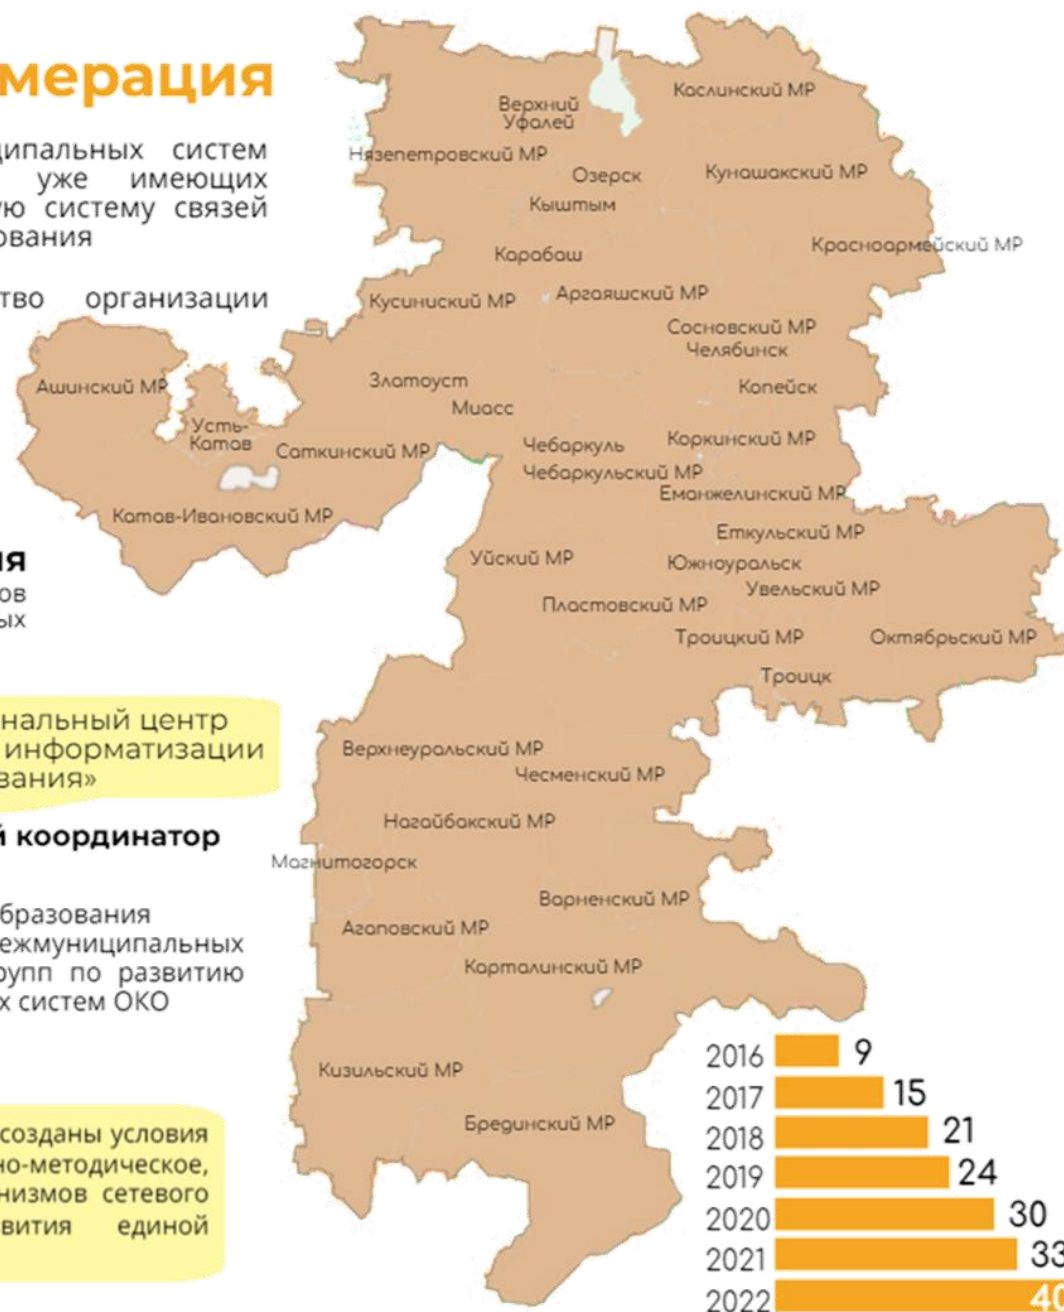 мерация
ципальных систем
уже имеющих
ую систему связей
ования
тво организации
ия
ов
ых
нальный центр
информатизации
вания»
й координатор
бразования
ежмуниципальных
рупп по развитию
х систем ОКО
созданы условия
но-методическое,
низмов сетевого
вития единой
Каслинский МР
Верхний
Уфалей
Нязепетровский МР
Озерск
Кунашакский МР
Кыштым
Красноармейский МР
Карабаш
Кусиниский МР
Аргаяшский МР
Сосновский МР
Челябинск
Ашинский МР
Златоуст
Копейск
Миасс
Усть-
Катав
Саткинский МР
Чебаркуль
Коркинский МР
Чебаркульский МР
Еманжелинский МР
Катав-Ивановский МР
Еткульский МР
Уйский МР
Южноуральск
Увельский МР
Пластовский МР
Троицкий МР
Октябрьский МР
Троицк
Верхнеуральский МР
Чесменский МР
Нагайбакский МР
Магнитогорск
Варненский МР
Агаповский МР
Карталинский МР
Кизильский МР
Брединский МР
2016 9
2017 15
2018 21
2019 24
2020 30
2021 33
2022 40